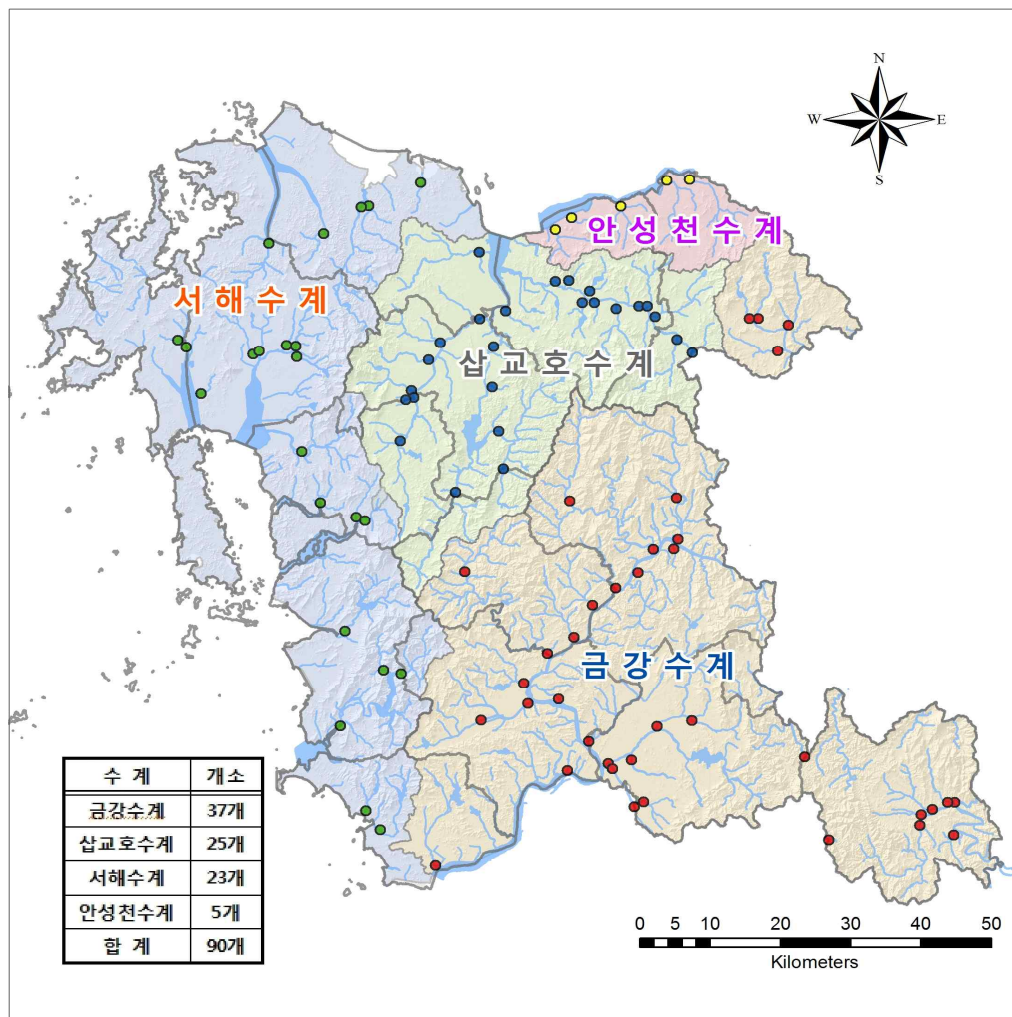 N
W E
S
안성천수계
서해수계
삽교호수계
금강수계
수 계 개소
금강수계 37개
삽교호수계 25개
서해수계 23개
안성천수계 5개
합 계 90개
0 5 10 20 30 40 50
Kilometers